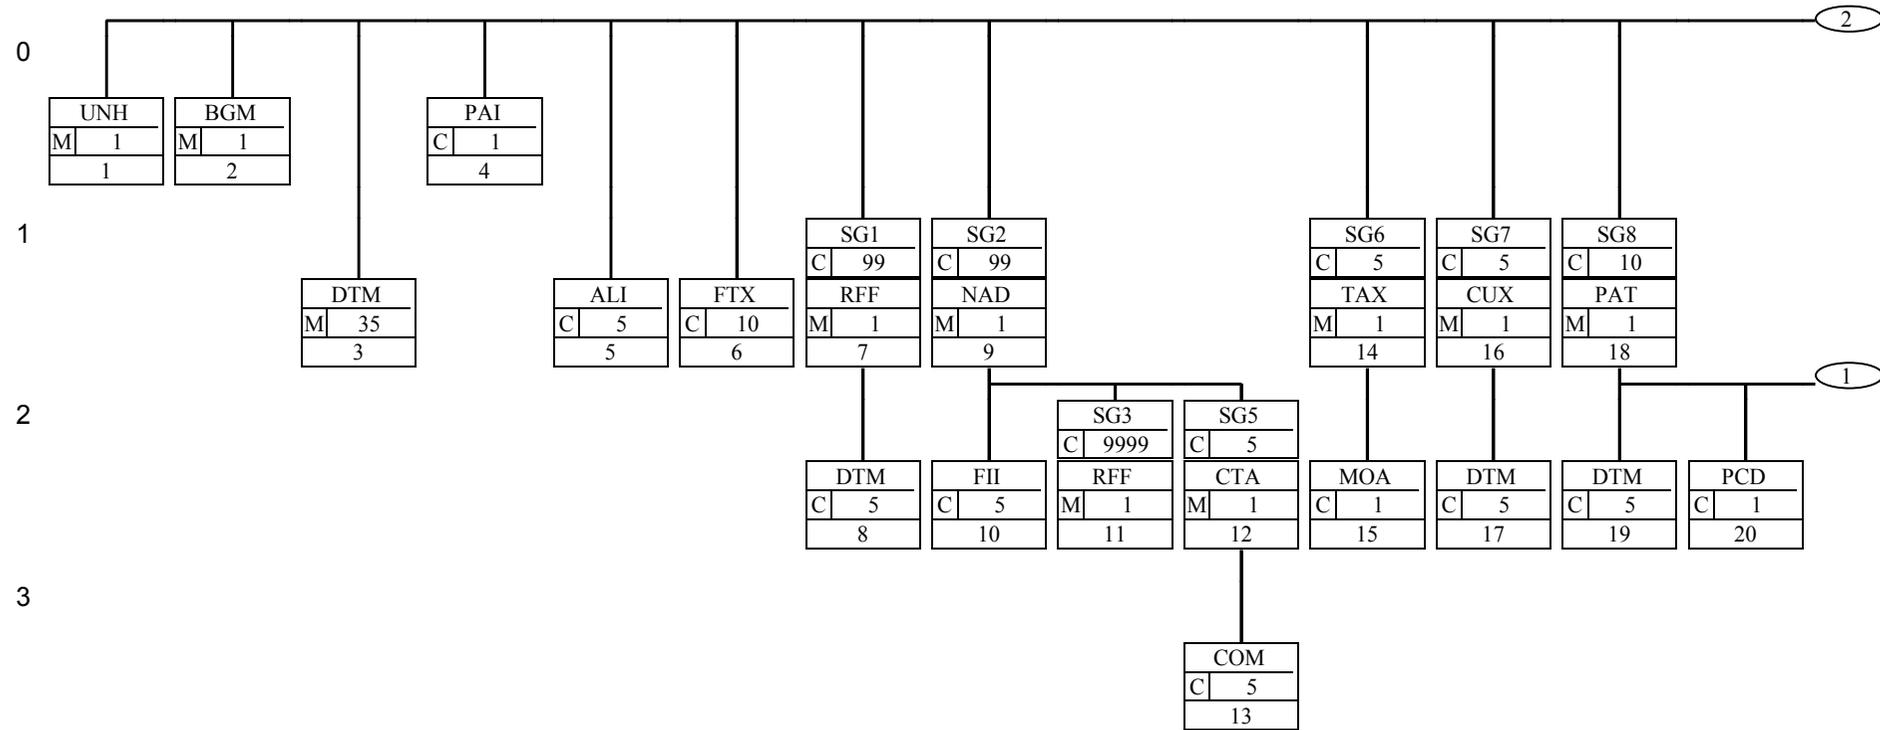 2
0
UNH
M 1
1
BGM
M 1
2
PAI
C 1
4
1
SG1
C 99
SG2
C 99
SG6
C 5
SG7
C 5
SG8
C 10
DTM
M 35
3
ALI
C 5
5
FTX
C 10
6
RFF
M 1
7
NAD
M 1
9
TAX
M 1
14
CUX
M 1
16
PAT
M 1
18
1
2
SG3
C 9999
SG5
C 5
DTM
C 5
8
FII
C 5
10
RFF
M 1
11
CTA
M 1
12
MOA
C 1
15
DTM
C 5
17
DTM
C 5
19
PCD
C 1
20
3
COM
C 5
13